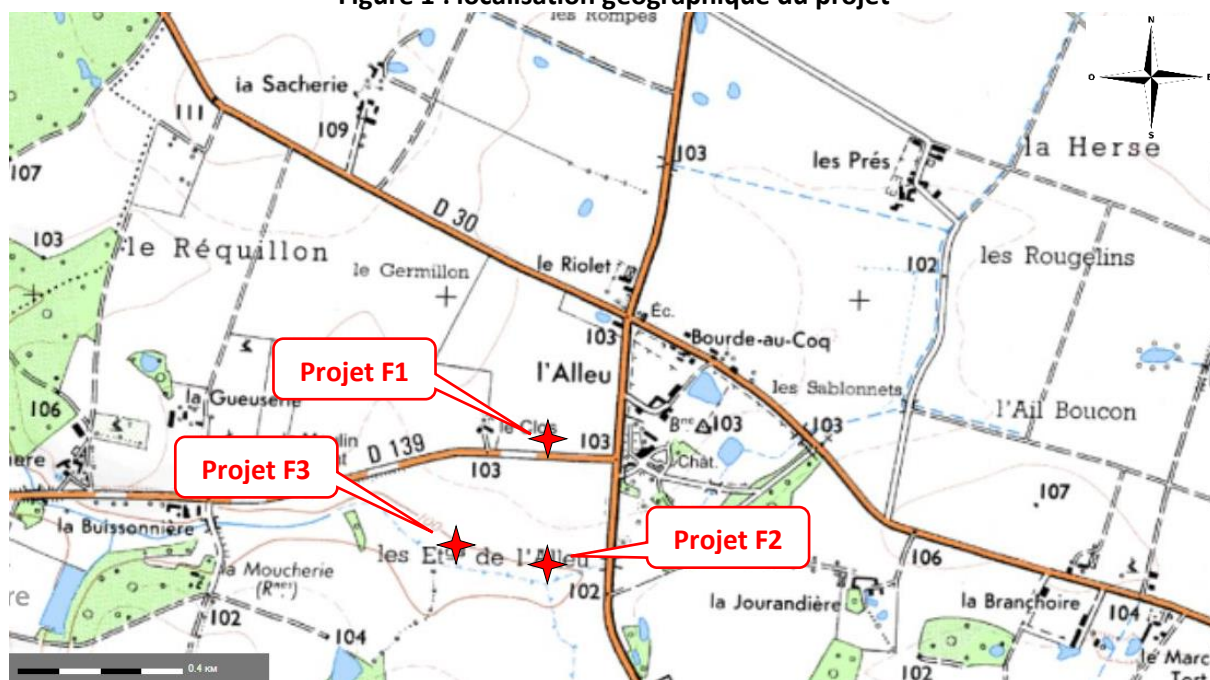 Figure 1 : localisation géographique du projet
les Rompes
N
O
E
S
la Sacherie
111
109
107
103
les Prés
la Herse
D 30
103
le Réquillon
le Germillon
le Riolet
102
les Rougelins
Éc.
103
Bourde-au-Coq
Projet F1
l'Alleu
les Sablonnets
la Gueuserie
106
le Clos
103
Bne
103
103
l'Ail Boucon
D 139
103
Chât.
Projet F3
107
la Buissonnière
100
les Etgs de l'Alleu
Projet F2
106
la Moucherie
(Rnes)
102
la Jourandière
la Branchoire
104
102
104
102
le Marc
0.4 KM